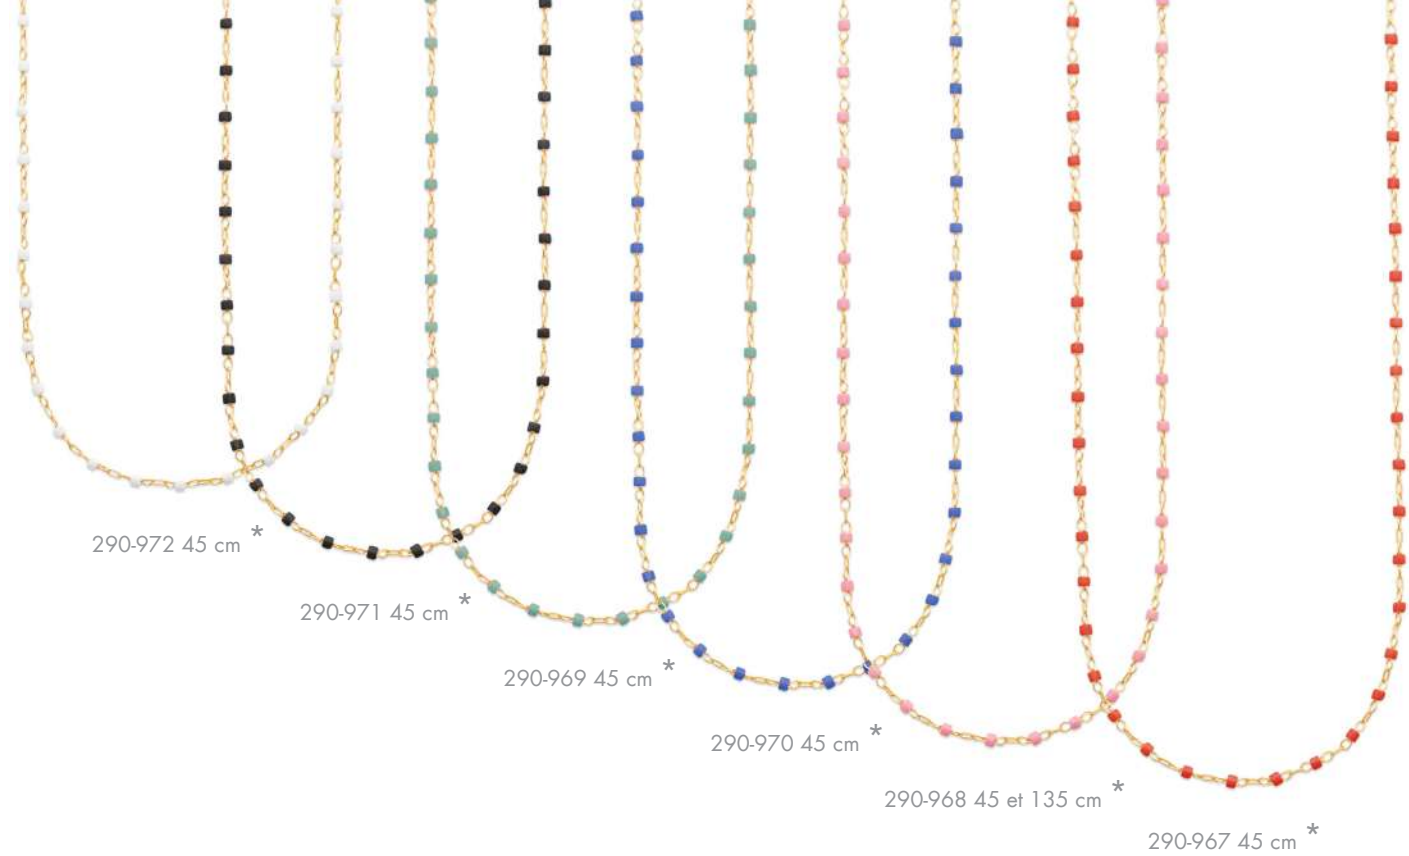 290-972 45 cm *
290-971 45 cm *
290-969 45 cm *
290-970 45 cm *
290-968 45 et 135 cm *
290-967 45 cm *